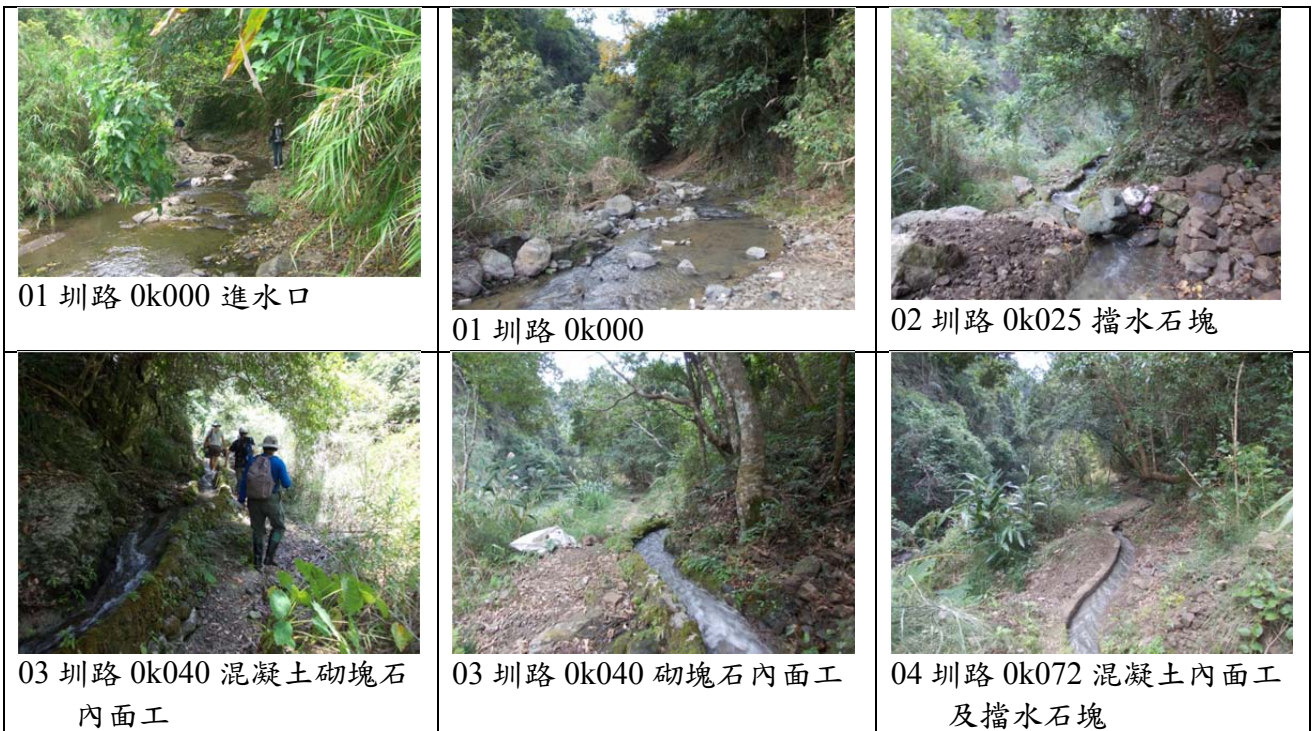 01 圳路 0k000 進水口
01 圳路 0k000
02 圳路 0k025 擋水石塊
03 圳路 0k040 混凝土砌塊石
內面工
03 圳路 0k040 砌塊石內面工
04 圳路 0k072 混凝土內面工
及擋水石塊